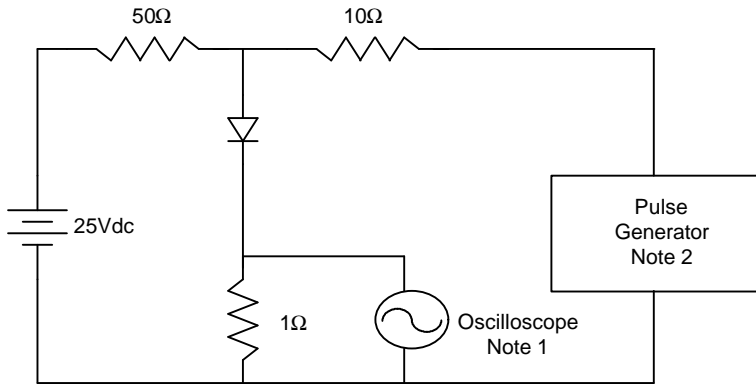 50Ω
10Ω
25Vdc
Pulse
Generator
Note 2
1Ω
Oscilloscope
Note 1